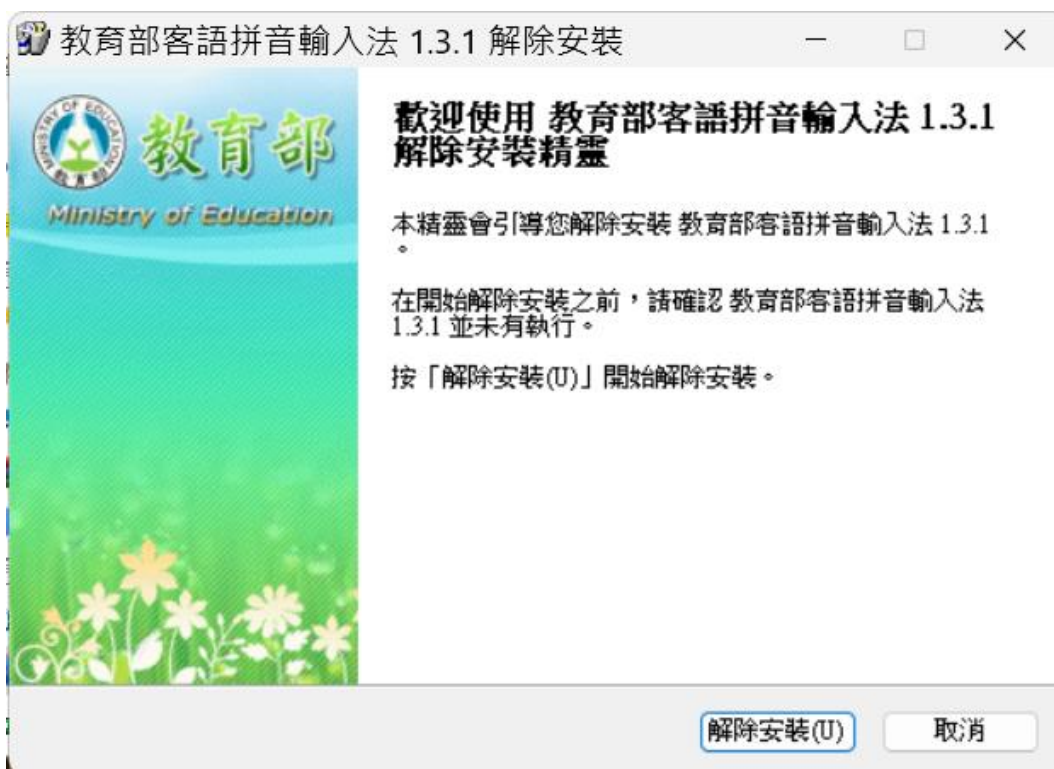 教育部客語拼音輸入法 1.3.1 解除安裝
MINISTRY OF EDUCATION
教育部
教育部
Ministry of Education
歡迎使用 教育部客語拼音輸入法 1.3.1
解除安裝精靈
本精靈會引導您解除安裝 教育部客語拼音輸入法 1.3.1
。
在開始解除安裝之前，請確認 教育部客語拼音輸入法
1.3.1 並未有執行。
按「解除安裝(U)」開始解除安裝。
解除安裝(U)
取消